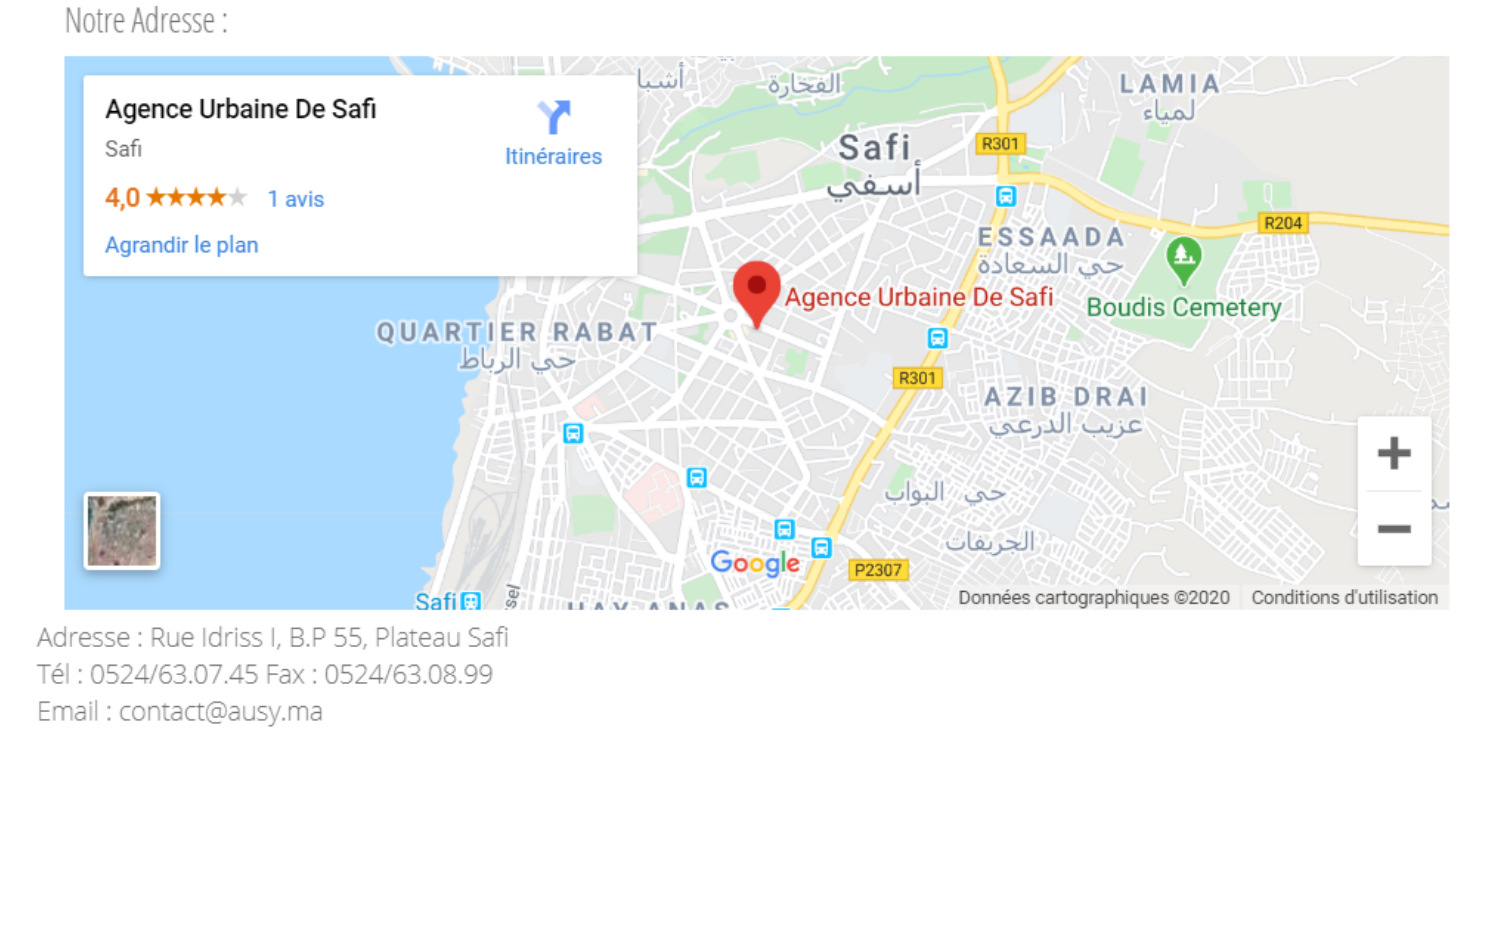 Notre Adresse :
Agence Urbaine De Safi
Safi
4,0
1 avis
Itinéraires
Agrandir le plan
أشبا
الفخارة
LAMIA
لمياء
Safi
أسفي
R301
R204
ESSAADA
حي السعادة
Agence Urbaine De Safi
Boudis Cemetery
QUARTIER RABAT
حي الرباط
R301
AZIB DRAI
عزيب الدرعي
حي البواب
الجريفات
Google
P2307
Safi
HAY ANAS
Données cartographiques ©2020
Conditions d'utilisation
Adresse : Rue Idriss I, B.P 55, Plateau Safi
Tél : 0524/63.07.45 Fax : 0524/63.08.99
Email : contact@ausy.ma